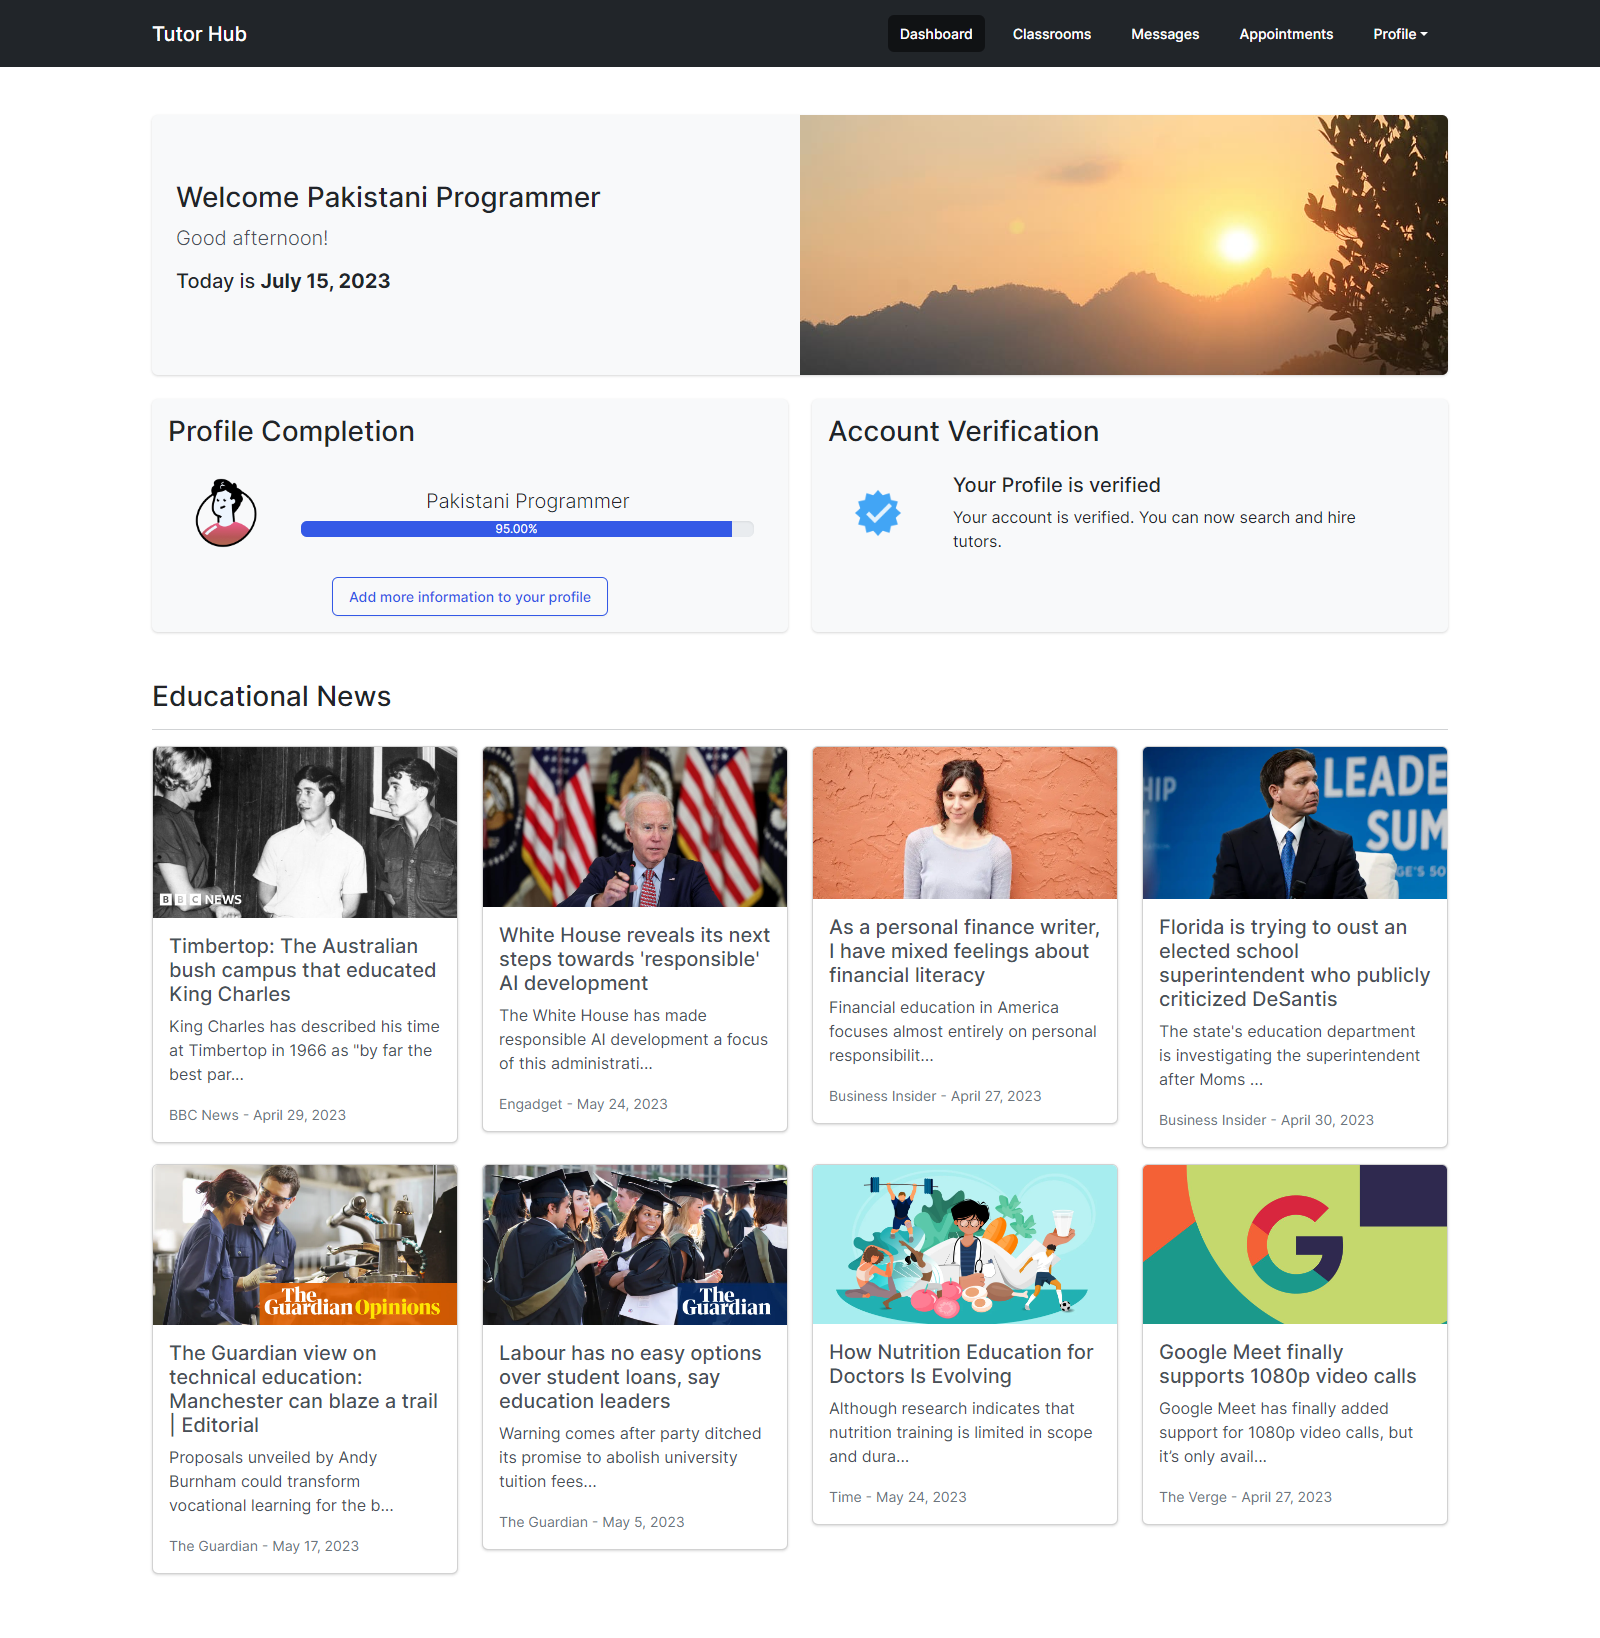 Tutor Hub
Dashboard
Classrooms
Messages
Appointments
Profile
Welcome Pakistani Programmer
Good afternoon!
Today is July 15, 2023
Profile Completion
Pakistani Programmer
95.00%
Add more information to your profile
Account Verification
Your Profile is verified
Your account is verified. You can now search and hire
tutors.
Educational News
BBC NEWS
Timbertop: The Australian
bush campus that educated
King Charles
King Charles has described his time
at Timbertop in 1966 as "by far the
best par...
BBC News - April 29, 2023
White House reveals its next
steps towards 'responsible'
AI development
The White House has made
responsible AI development a focus
of this administrati...
Engadget - May 24, 2023
As a personal finance writer,
I have mixed feelings about
financial literacy
Financial education in America
focuses almost entirely on personal
responsibilit...
Business Insider - April 27, 2023
HIP
LEADE
SUM
GE'S 50
Florida is trying to oust an
elected school
superintendent who publicly
criticized DeSantis
The state's education department
is investigating the superintendent
after Moms ...
Business Insider - April 30, 2023
The
Guardian Opinions
The Guardian view on
technical education:
Manchester can blaze a trail
| Editorial
Proposals unveiled by Andy
Burnham could transform
vocational learning for the b...
The Guardian - May 17, 2023
The
Guardian
Labour has no easy options
over student loans, say
education leaders
Warning comes after party ditched
its promise to abolish university
tuition fees...
The Guardian - May 5, 2023
How Nutrition Education for
Doctors Is Evolving
Although research indicates that
nutrition training is limited in scope
and dura...
Time - May 24, 2023
G
Google Meet finally
supports 1080p video calls
Google Meet has finally added
support for 1080p video calls, but
it’s only avail...
The Verge - April 27, 2023